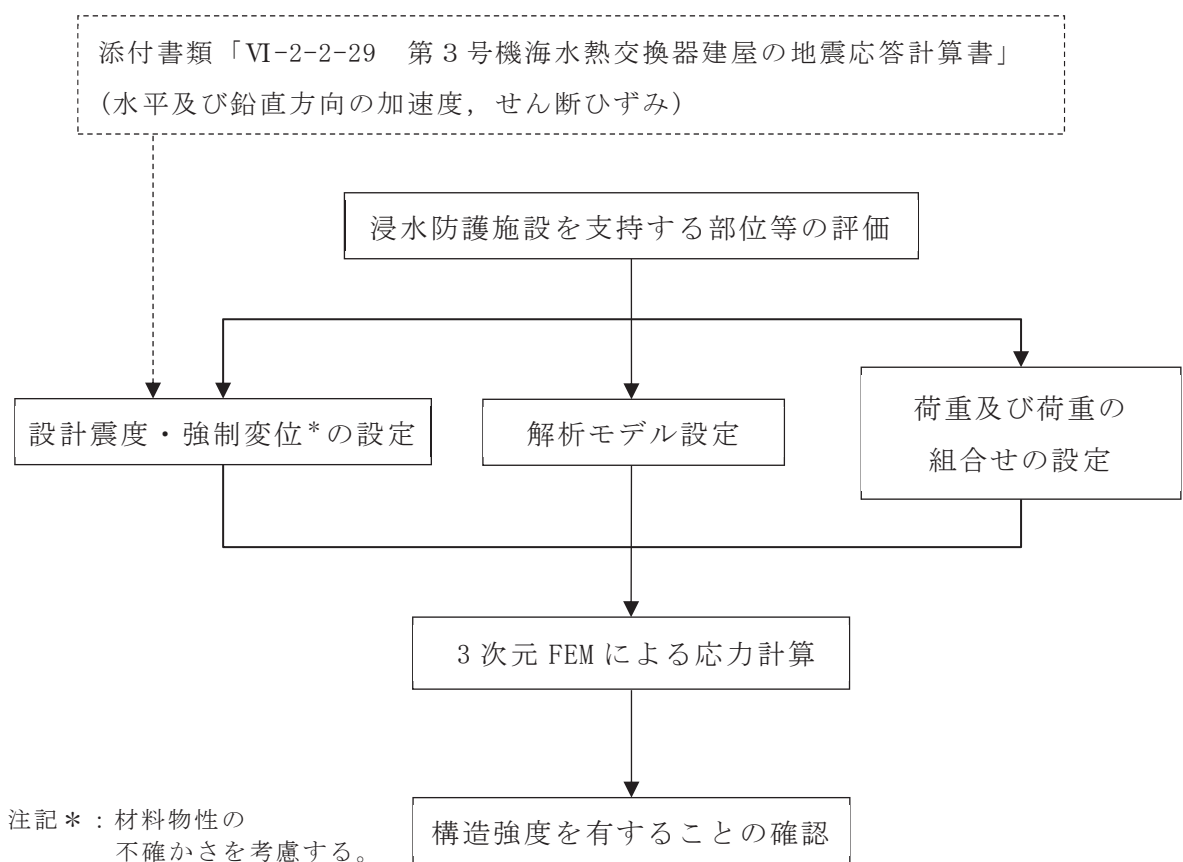 添付書類「Ⅵ-2-2-29　第3号機海水熱交換器建屋の地震応答計算書」
(水平及び鉛直方向の加速度，せん断ひずみ)
浸水防護施設を支持する部位等の評価
設計震度・強制変位*の設定
解析モデル設定
荷重及び荷重の
組合せの設定
3次元 FEM による応力計算
構造強度を有することの確認
注記＊：材料物性の
不確かさを考慮する。